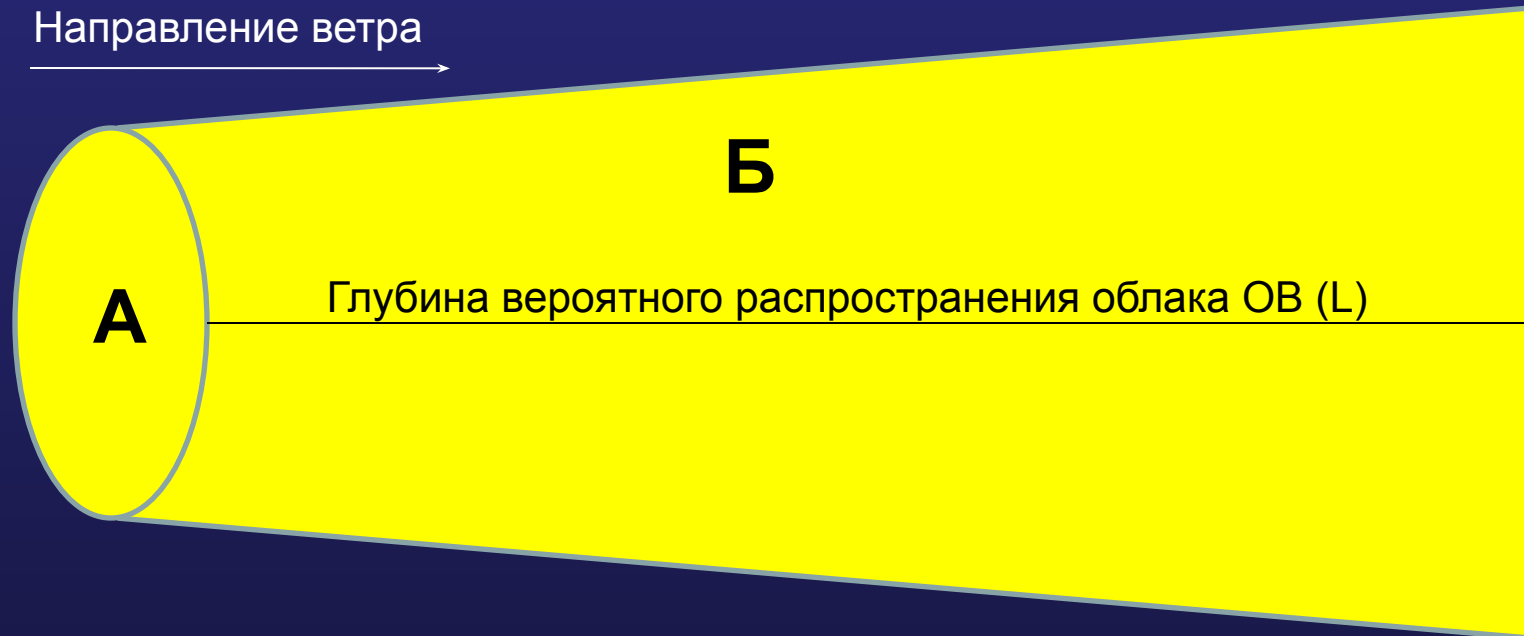 Направление ветра
Б
А
Глубина вероятного распространения облака ОВ (L)